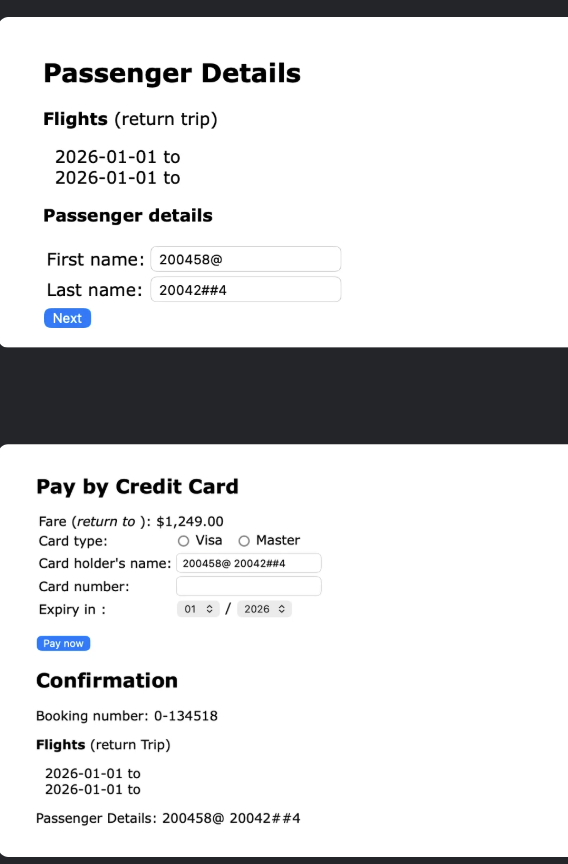 Passenger Details
Flights (return trip)
2026-01-01 to
2026-01-01 to
Passenger details
First name: 200458@
Last name: 20042##4
Next
Pay by Credit Card
Fare (return to ): $1,249.00
Card type: Visa Master
Card holder's name: 200458@ 20042##4
Card number:
Expiry in : 01 / 2026
Pay now
Confirmation
Booking number: 0-134518
Flights (return Trip)
2026-01-01 to
2026-01-01 to
Passenger Details: 200458@ 20042##4